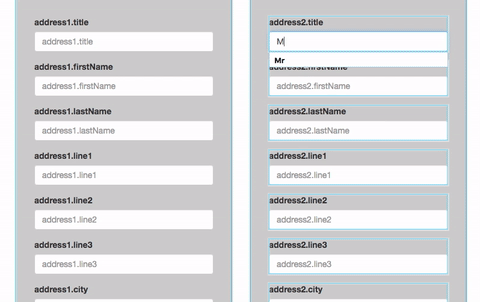 address1.title
address1.title
address1.firstName
address1.firstName
address1.lastName
address1.lastName
address1.line1
address1.line1
address1.line2
address1.line2
address1.line3
address1.line3
address1.city
address2.title
M
Mr
address2.firstName
address2.firstName
address2.lastName
address2.lastName
address2.line1
address2.line1
address2.line2
address2.line2
address2.line3
address2.line3
address2.city